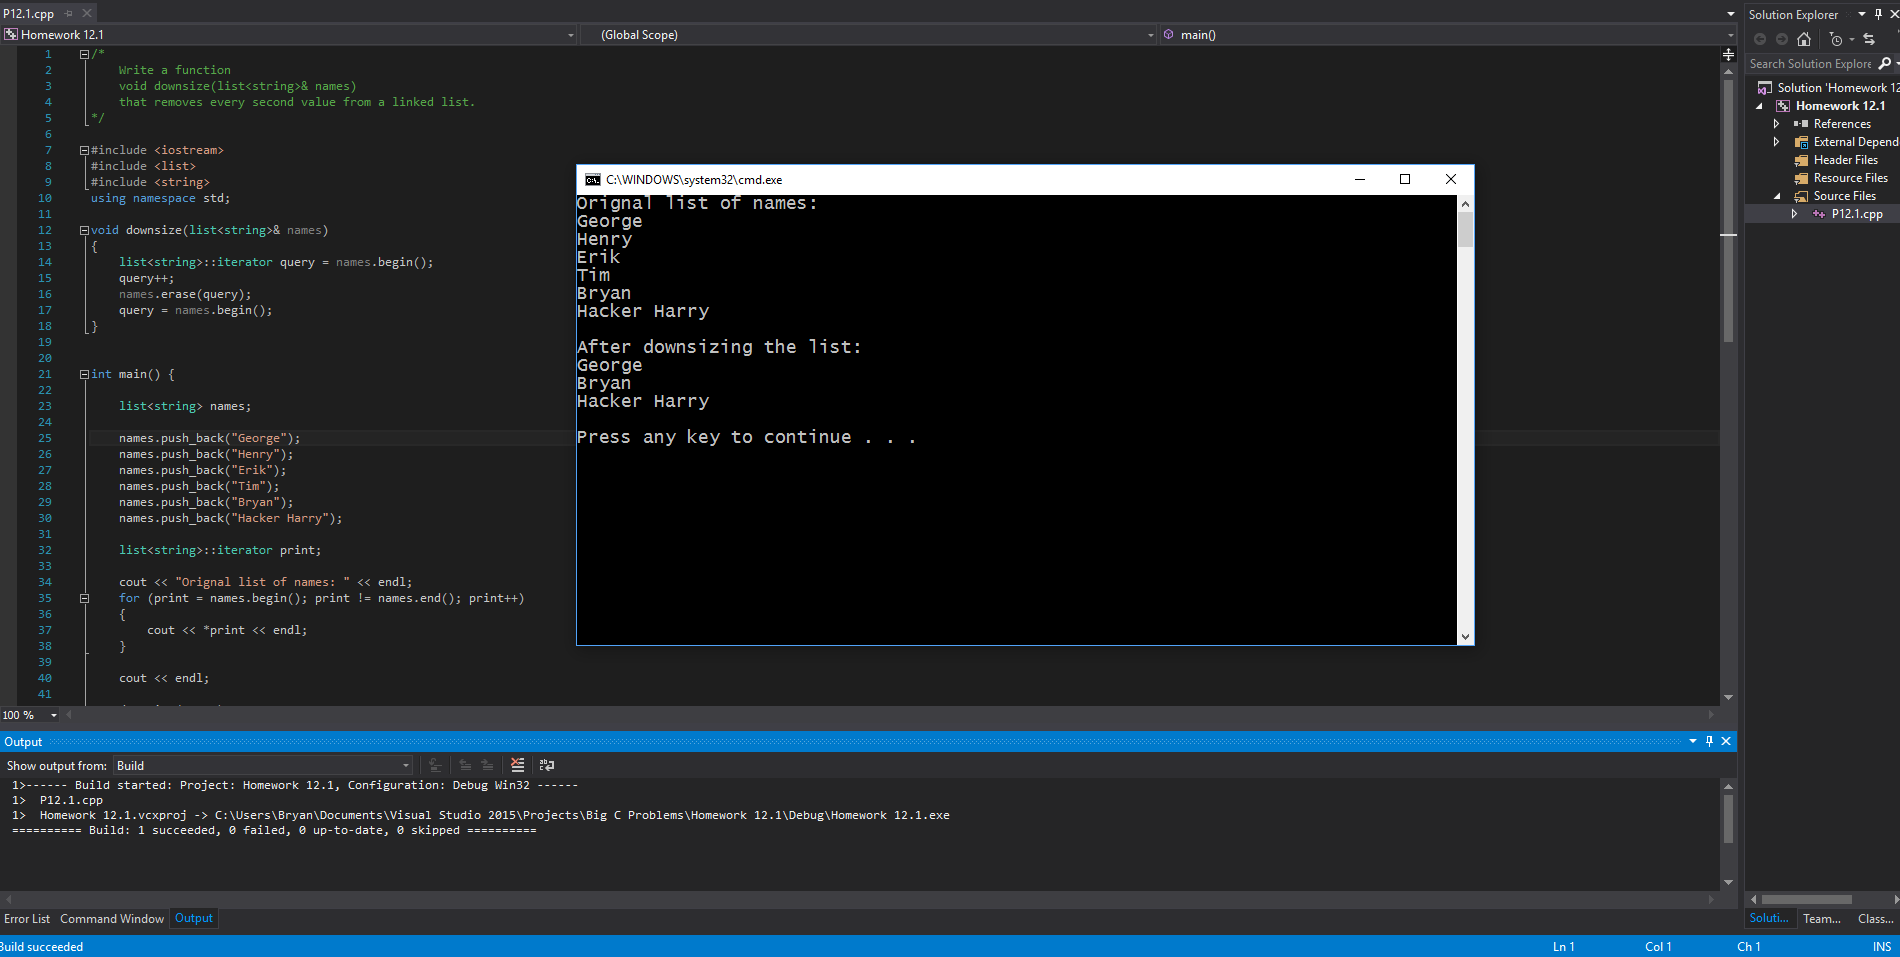 P12.1.cpp
Homework 12.1
(Global Scope)
main()
1 /*
2 Write a function
3 void downsize(list<string>& names)
4 that removes every second value from a linked list.
5 */
6
7 #include <iostream>
8 #include <list>
9 #include <string>
10 using namespace std;
11
12 void downsize(list<string>& names)
13 {
14 list<string>::iterator query = names.begin();
15 query++;
16 names.erase(query);
17 query = names.begin();
18 }
19
20
21 int main() {
22
23 list<string> names;
24
25 names.push_back("George");
26 names.push_back("Henry");
27 names.push_back("Erik");
28 names.push_back("Tim");
29 names.push_back("Bryan");
30 names.push_back("Hacker Harry");
31
32 list<string>::iterator print;
33
34 cout << "Orignal list of names: " << endl;
35 for (print = names.begin(); print != names.end(); print++)
36 {
37 cout << *print << endl;
38 }
39
40 cout << endl;
41
100 %
C:\WINDOWS\system32\cmd.exe
Orignal list of names:
George
Henry
Erik
Tim
Bryan
Hacker Harry
After downsizing the list:
George
Bryan
Hacker Harry
Press any key to continue . . .
Solution Explorer
Search Solution Explore
Solution 'Homework 12
Homework 12.1
References
External Depend
Header Files
Resource Files
Source Files
P12.1.cpp
Output
Show output from: Build
1>------ Build started: Project: Homework 12.1, Configuration: Debug Win32 ------
1> P12.1.cpp
1> Homework 12.1.vcxproj -> C:\Users\Bryan\Documents\Visual Studio 2015\Projects\Big C Problems\Homework 12.1\Debug\Homework 12.1.exe
========== Build: 1 succeeded, 0 failed, 0 up-to-date, 0 skipped ==========
Error List Command Window Output
Soluti... Team... Class...
Build succeeded
Ln 1 Col 1 Ch 1 INS